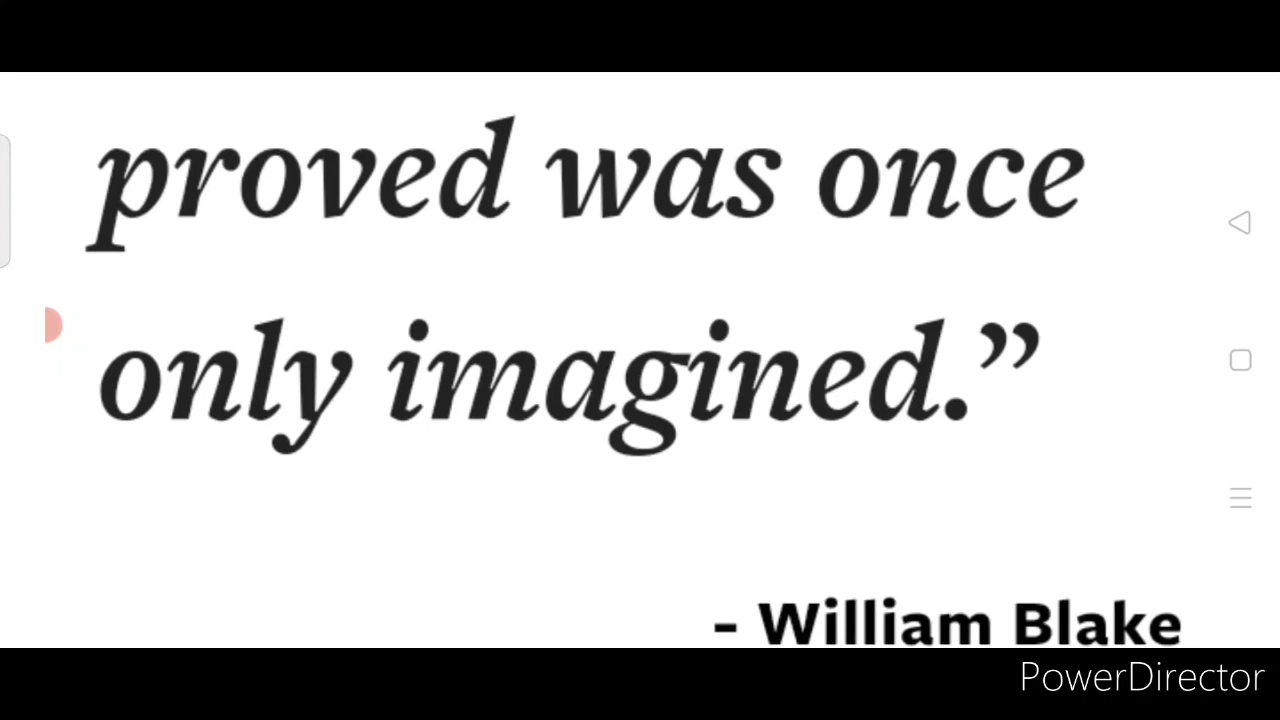 proved was once
only imagined.”
- William Blake
PowerDirector